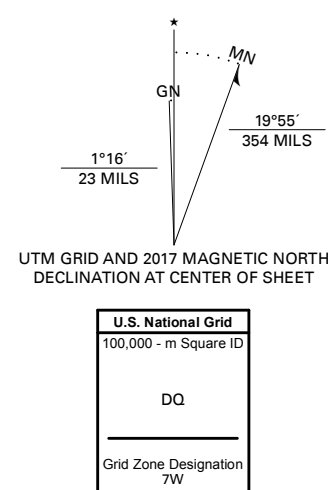 ★
MN
GN
19°55´
354 MILS
1°16´
23 MILS
UTM GRID AND 2017 MAGNETIC NORTH
DECLINATION AT CENTER OF SHEET
U.S. National Grid
100,000 - m Square ID
DQ
Grid Zone Designation
7W